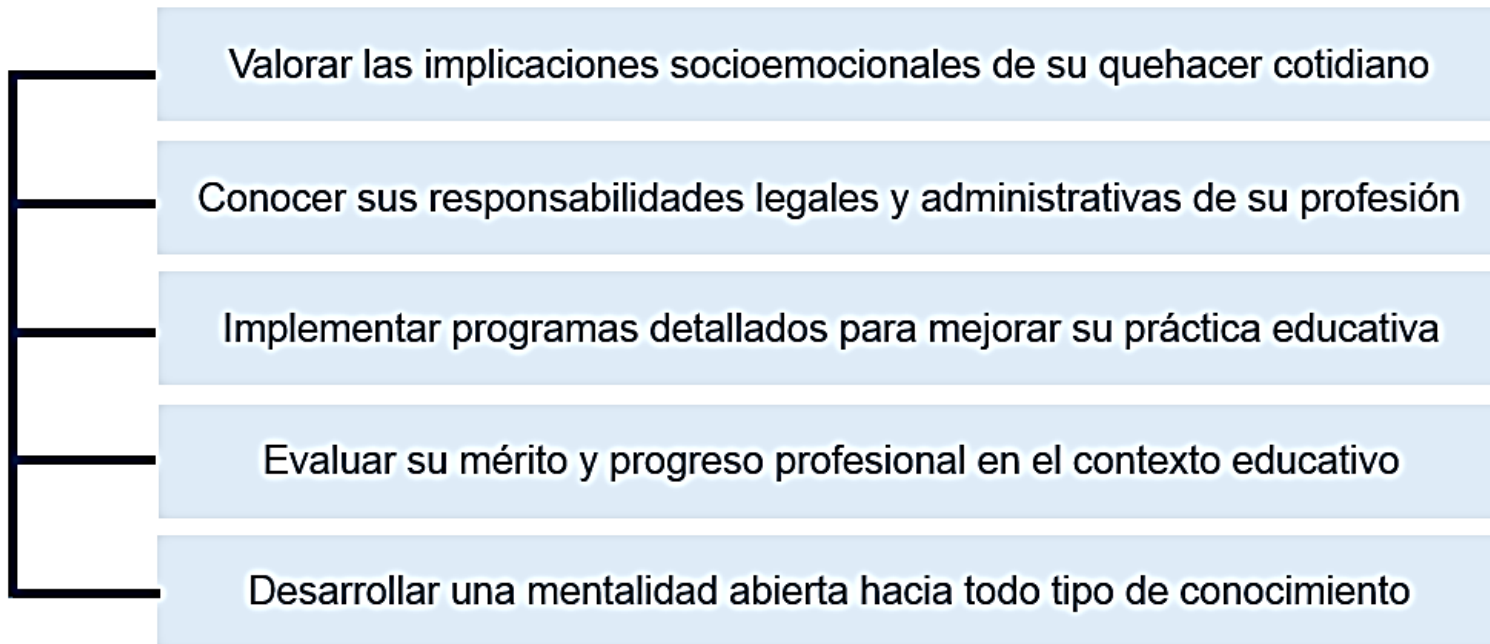 Valorar las implicaciones socioemocionales de su quehacer cotidiano
Conocer sus responsabilidades legales y administrativas de su profesión
Implementar programas detallados para mejorar su práctica educativa
Evaluar su mérito y progreso profesional en el contexto educativo
Desarrollar una mentalidad abierta hacia todo tipo de conocimiento